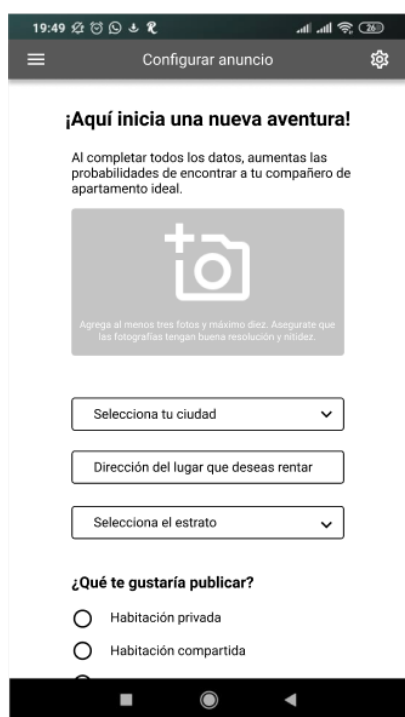 19:49
26
Configurar anuncio
¡Aquí inicia una nueva aventura!
Al completar todos los datos, aumentas las
probabilidades de encontrar a tu compañero de
apartamento ideal.
Agrega al menos tres fotos y máximo diez. Asegurate que
las fotografías tengan buena resolución y nitidez.
Selecciona tu ciudad
Dirección del lugar que deseas rentar
Selecciona el estrato
¿Qué te gustaría publicar?
Habitación privada
Habitación compartida